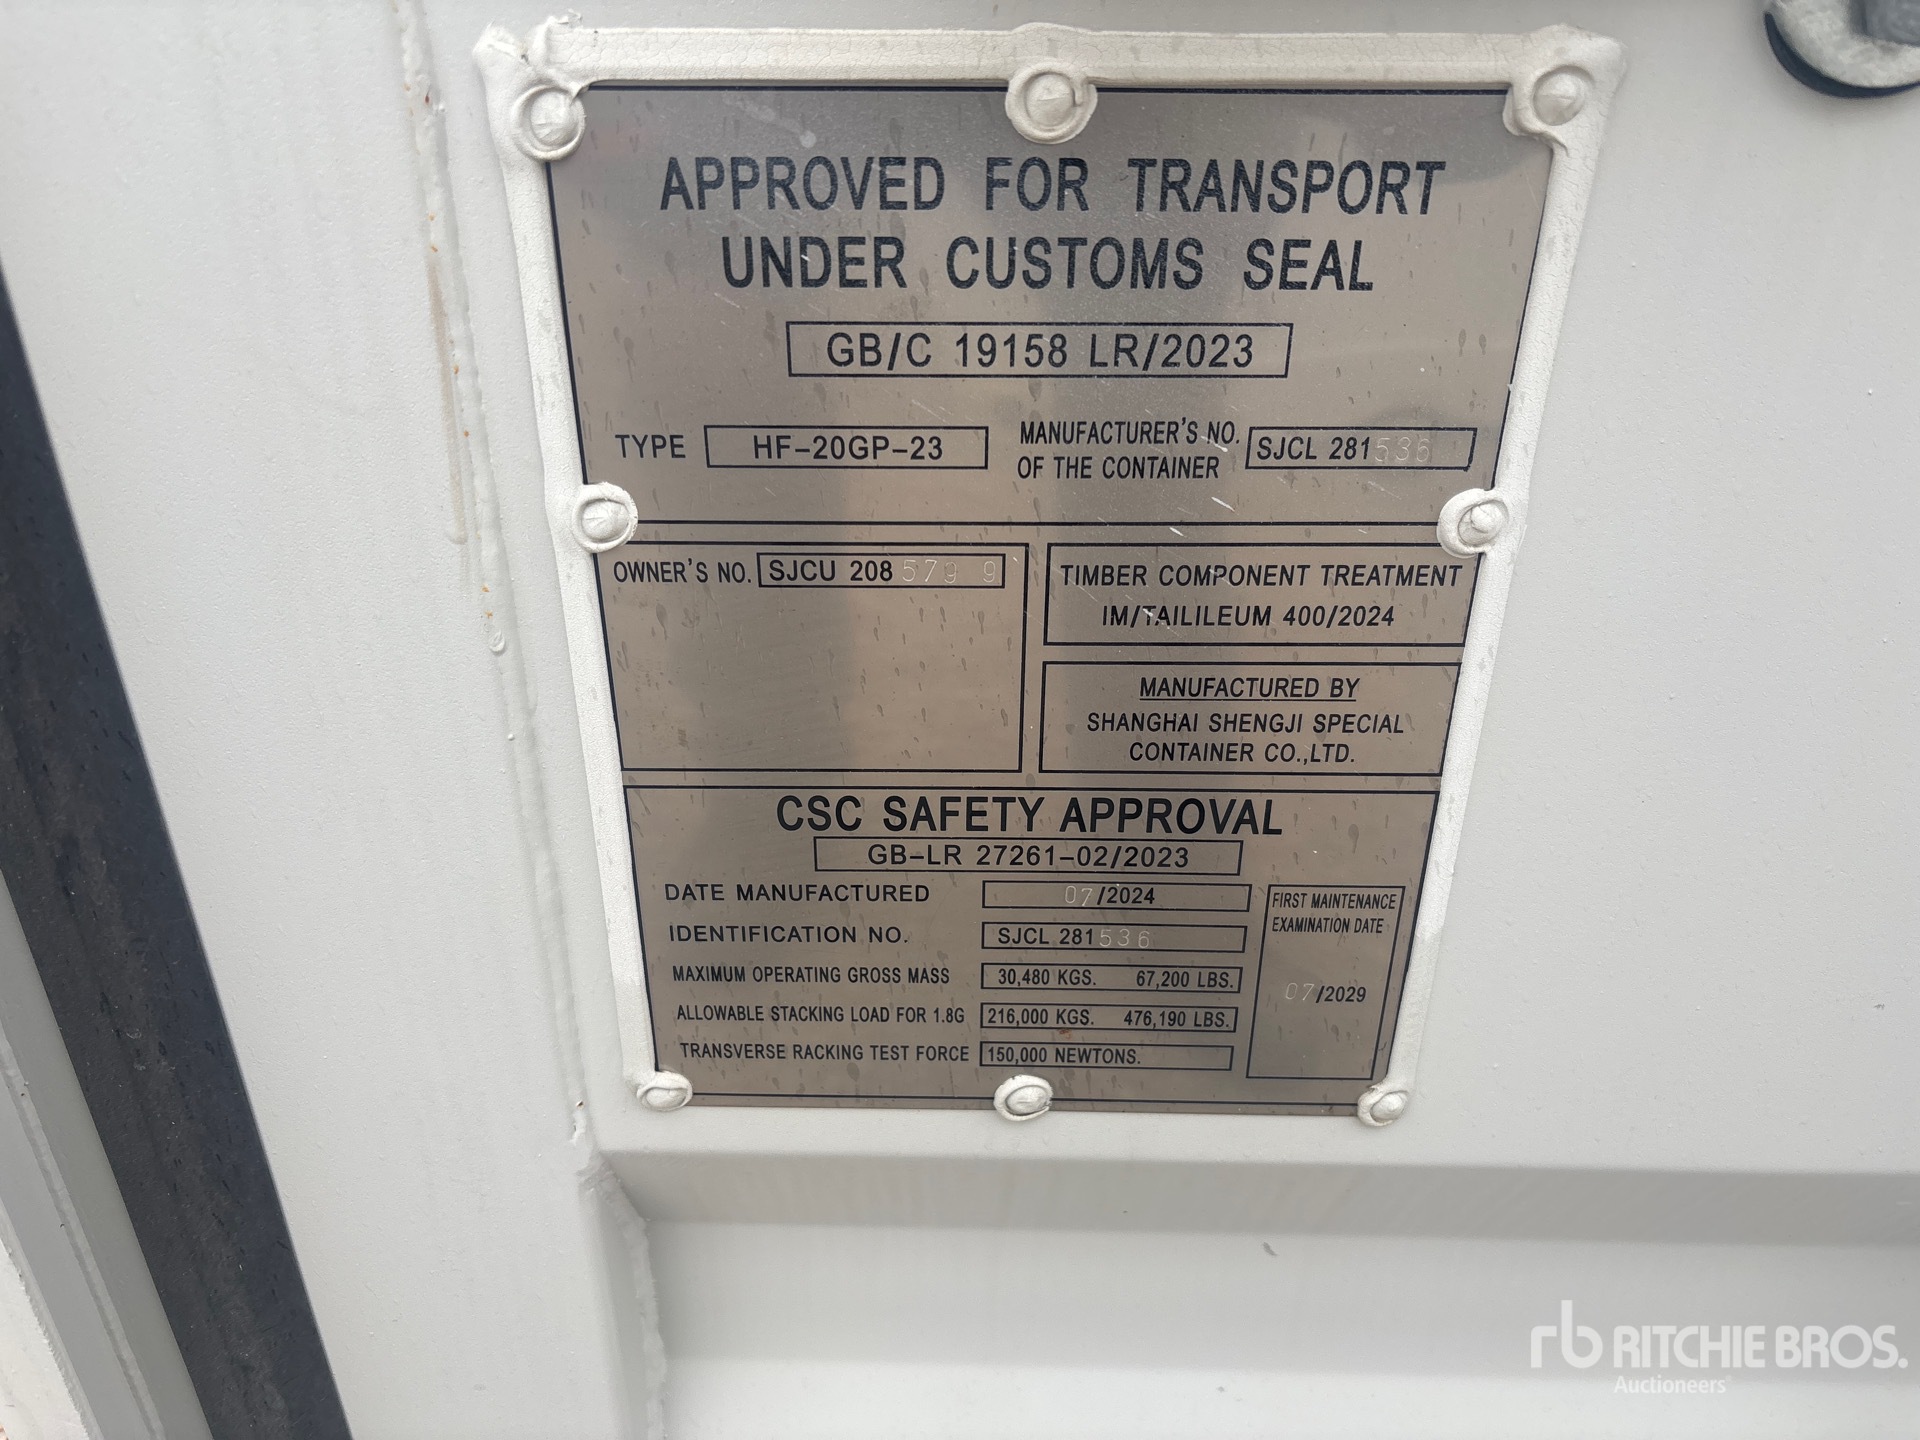 APPROVED FOR TRANSPORT
UNDER CUSTOMS SEAL
GB/C 19158 LR/2023
TYPE HF-20GP-23
MANUFACTURER'S NO.
OF THE CONTAINER
SJCL 281536
OWNER'S NO. SJCU 208579 9
TIMBER COMPONENT TREATMENT
IM/TAILILEUM 400/2024
MANUFACTURED BY
SHANGHAI SHENGJI SPECIAL
CONTAINER CO.,LTD.
CSC SAFETY APPROVAL
GB-LR 27261-02/2023
DATE MANUFACTURED 07/2024
IDENTIFICATION NO. SJCL 281536
MAXIMUM OPERATING GROSS MASS 30,480 KGS. 67,200 LBS.
ALLOWABLE STACKING LOAD FOR 1.8G 216,000 KGS. 476,190 LBS.
TRANSVERSE RACKING TEST FORCE 150,000 NEWTONS.
FIRST MAINTENANCE
EXAMINATION DATE
07/2029
rb RITCHIE BROS.
Auctioneers